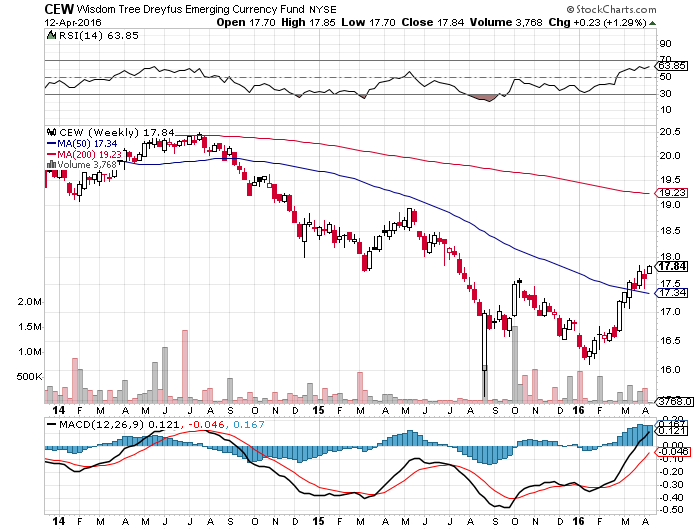 CEW Wisdom Tree Dreyfus Emerging Currency Fund NYSE © StockCharts.com
12-Apr-2016 Open 17.70 High 17.85 Low 17.70 Close 17.84 Volume 3,768 Chg +0.23 (+1.29%)
RSI(14) 63.85
90
70
63.85
50
30
10
CEW (Weekly) 17.84
MA(50) 17.34
MA(200) 19.23
Volume 3,768
20.5
20.0
19.5
19.23
19.0
18.5
18.0
17.84
17.5
17.34
17.0
16.5
16.0
2.0M
1.5M
1.0M
500K
3768.0
14 F M A M J J A S O N D 15 F M A M J J A S O N D 16 F M A
MACD(12,26,9) 0.121, -0.046, 0.167
0.167
0.121
0.00
-0.046
-0.10
-0.20
-0.30
-0.40
-0.50
14 F M A M J J A S O N D 15 F M A M J J A S O N D 16 F M A